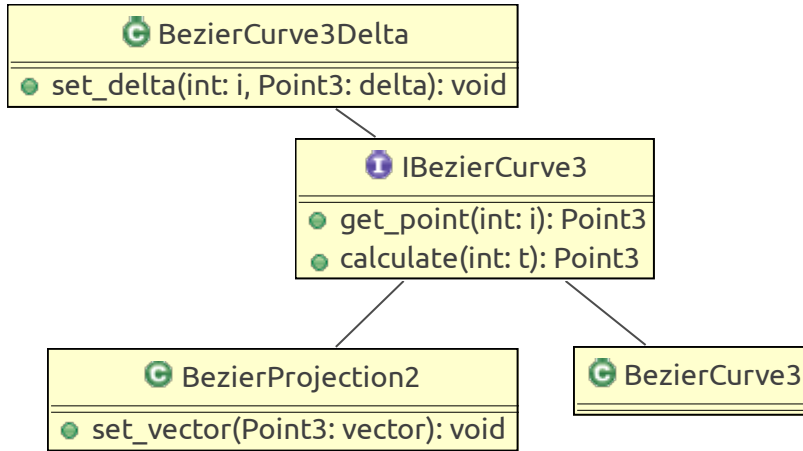 C BezierCurve3Delta
set_delta(int: i, Point3: delta): void
I IBezierCurve3
get_point(int: i): Point3
calculate(int: t): Point3
C BezierProjection2
set_vector(Point3: vector): void
C BezierCurve3